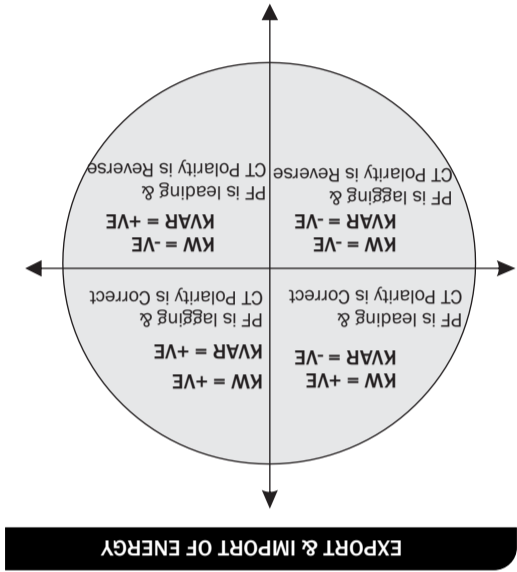 EXPORT & IMPORT OF ENERGY
KW = +VE
KVAR = -VE
PF is leading &
CT Polarity is Correct
KW = +VE
KVAR = +VE
PF is lagging &
CT Polarity is Correct
KW = -VE
KVAR = -VE
PF is lagging &
CT Polarity is Reverse
KW = -VE
KVAR = +VE
PF is leading &
CT Polarity is Reverse